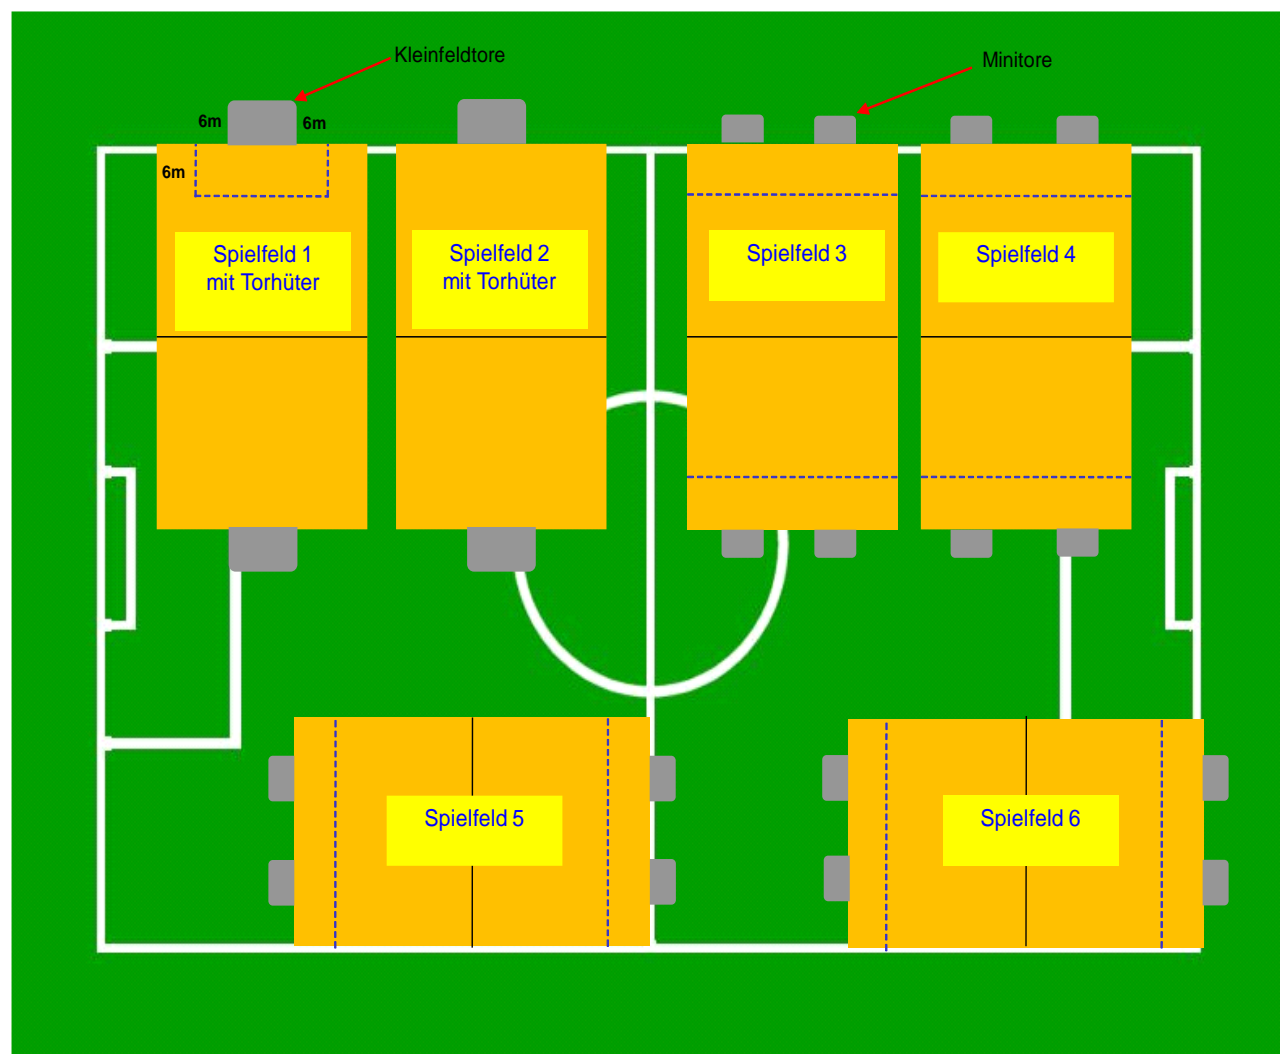 Kleinfeldtore
Minitore
6m
6m
6m
Spielfeld 1
mit Torhüter
Spielfeld 2
mit Torhüter
Spielfeld 3
Spielfeld 4
Spielfeld 5
Spielfeld 6